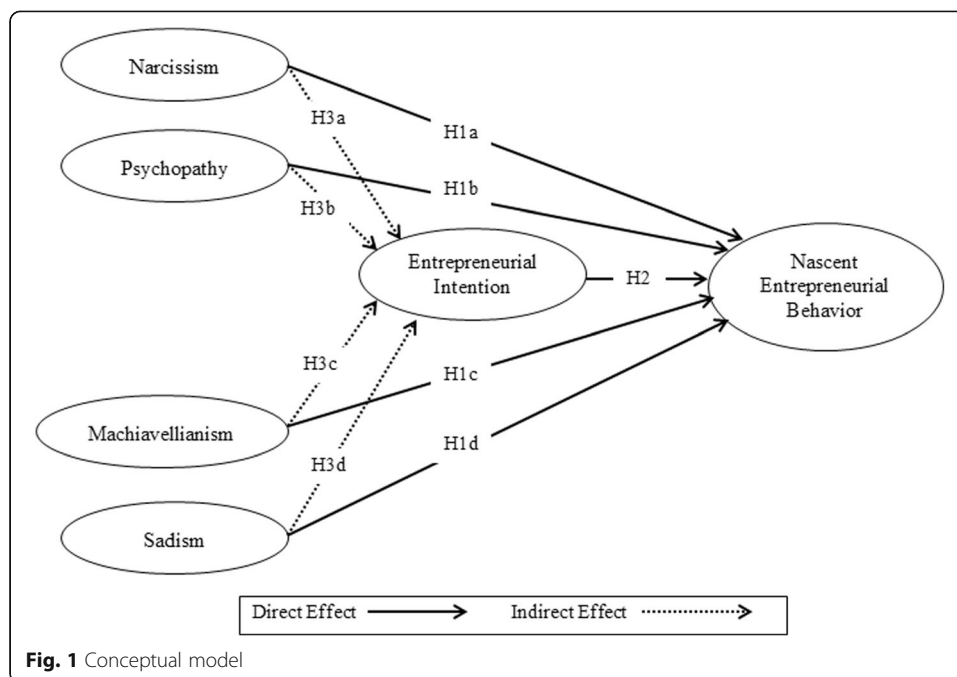 Narcissism
H3a
H1a
Psychopathy
H1b
H3b
Entrepreneurial
Intention
H2
Nascent
Entrepreneurial
Behavior
H3c
H1c
Machiavellianism
H3d
H1d
Sadism
Direct Effect
Indirect Effect
Fig. 1 Conceptual model